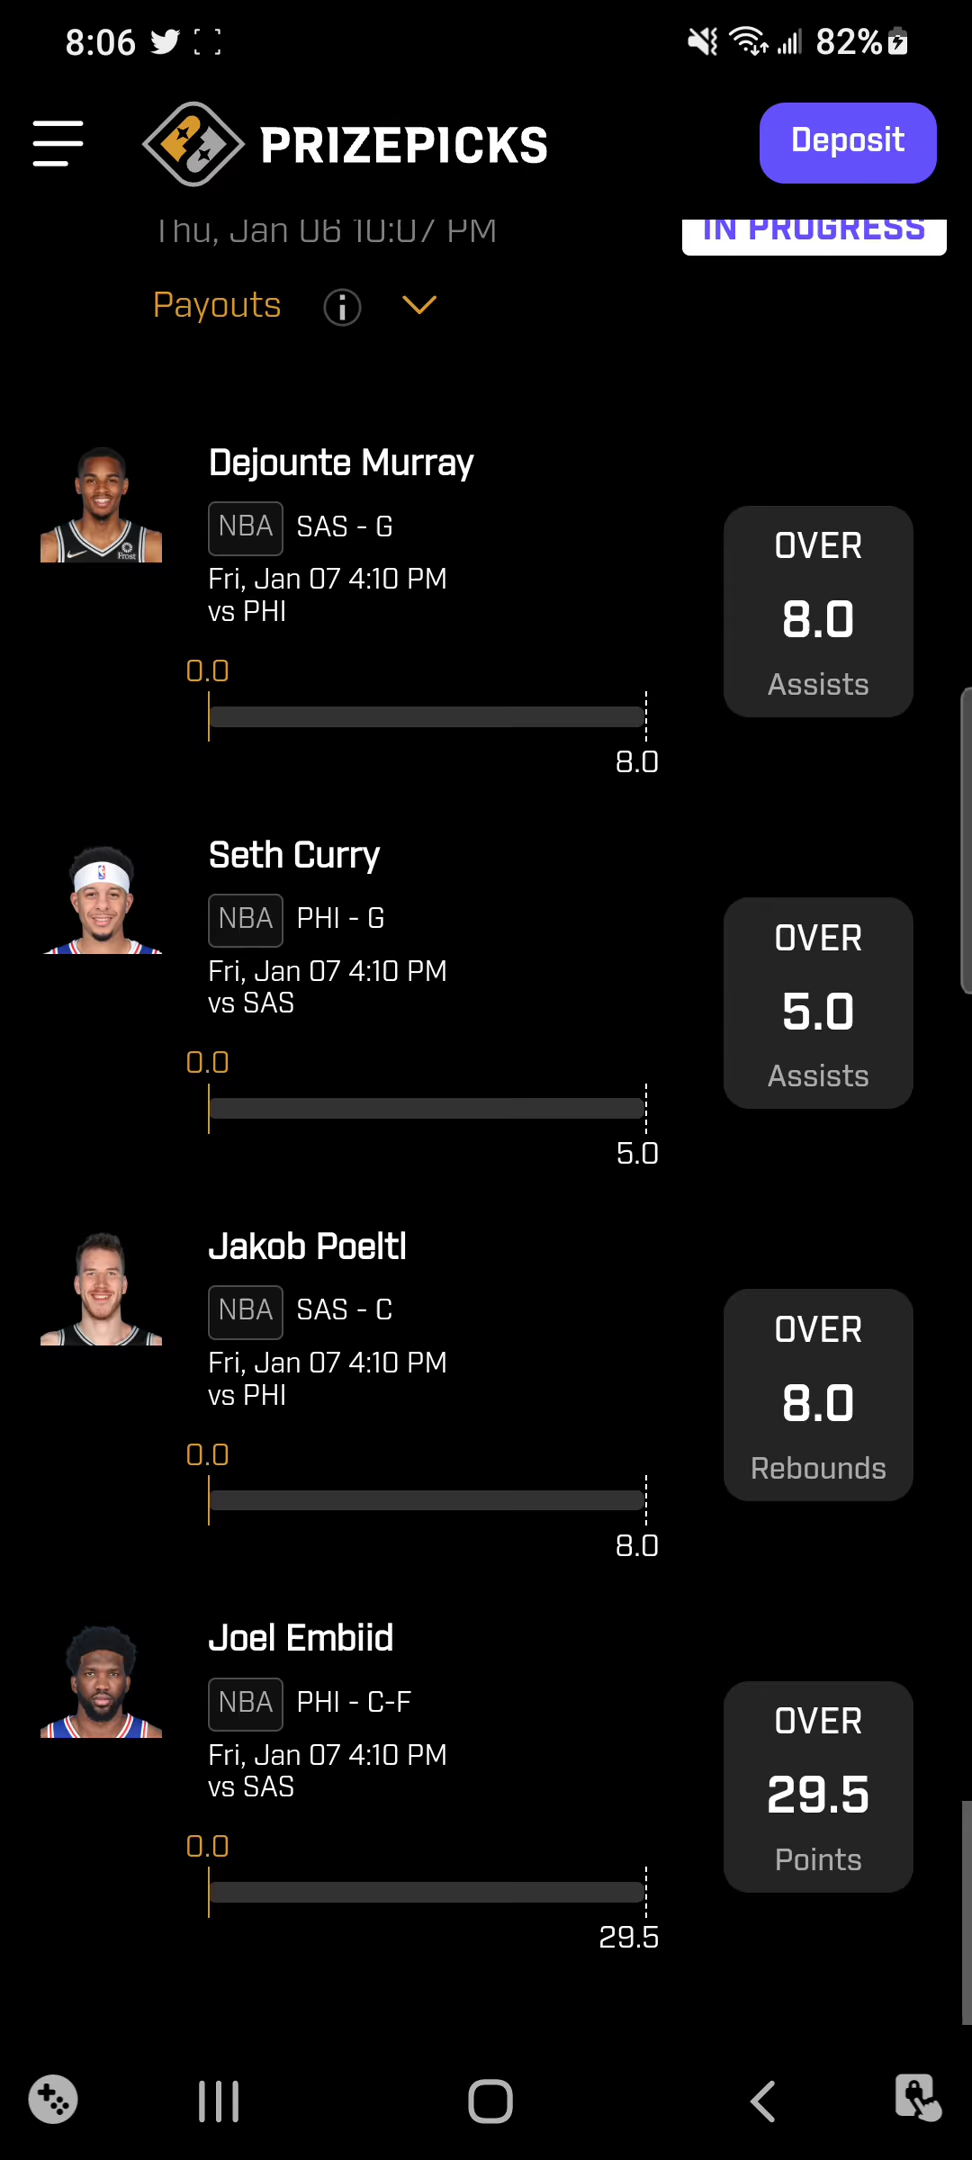 8:06
82%
PRIZEPICKS
Deposit
Thu, Jan 06 10:07 PM
IN PROGRESS
Payouts
Dejounte Murray
NBA SAS - G
Fri, Jan 07 4:10 PM
vs PHI
OVER
8.0
Assists
0.0
8.0
Seth Curry
NBA PHI - G
Fri, Jan 07 4:10 PM
vs SAS
OVER
5.0
Assists
0.0
5.0
Jakob Poeltl
NBA SAS - C
Fri, Jan 07 4:10 PM
vs PHI
OVER
8.0
Rebounds
0.0
8.0
Joel Embiid
NBA PHI - C-F
Fri, Jan 07 4:10 PM
vs SAS
OVER
29.5
Points
0.0
29.5